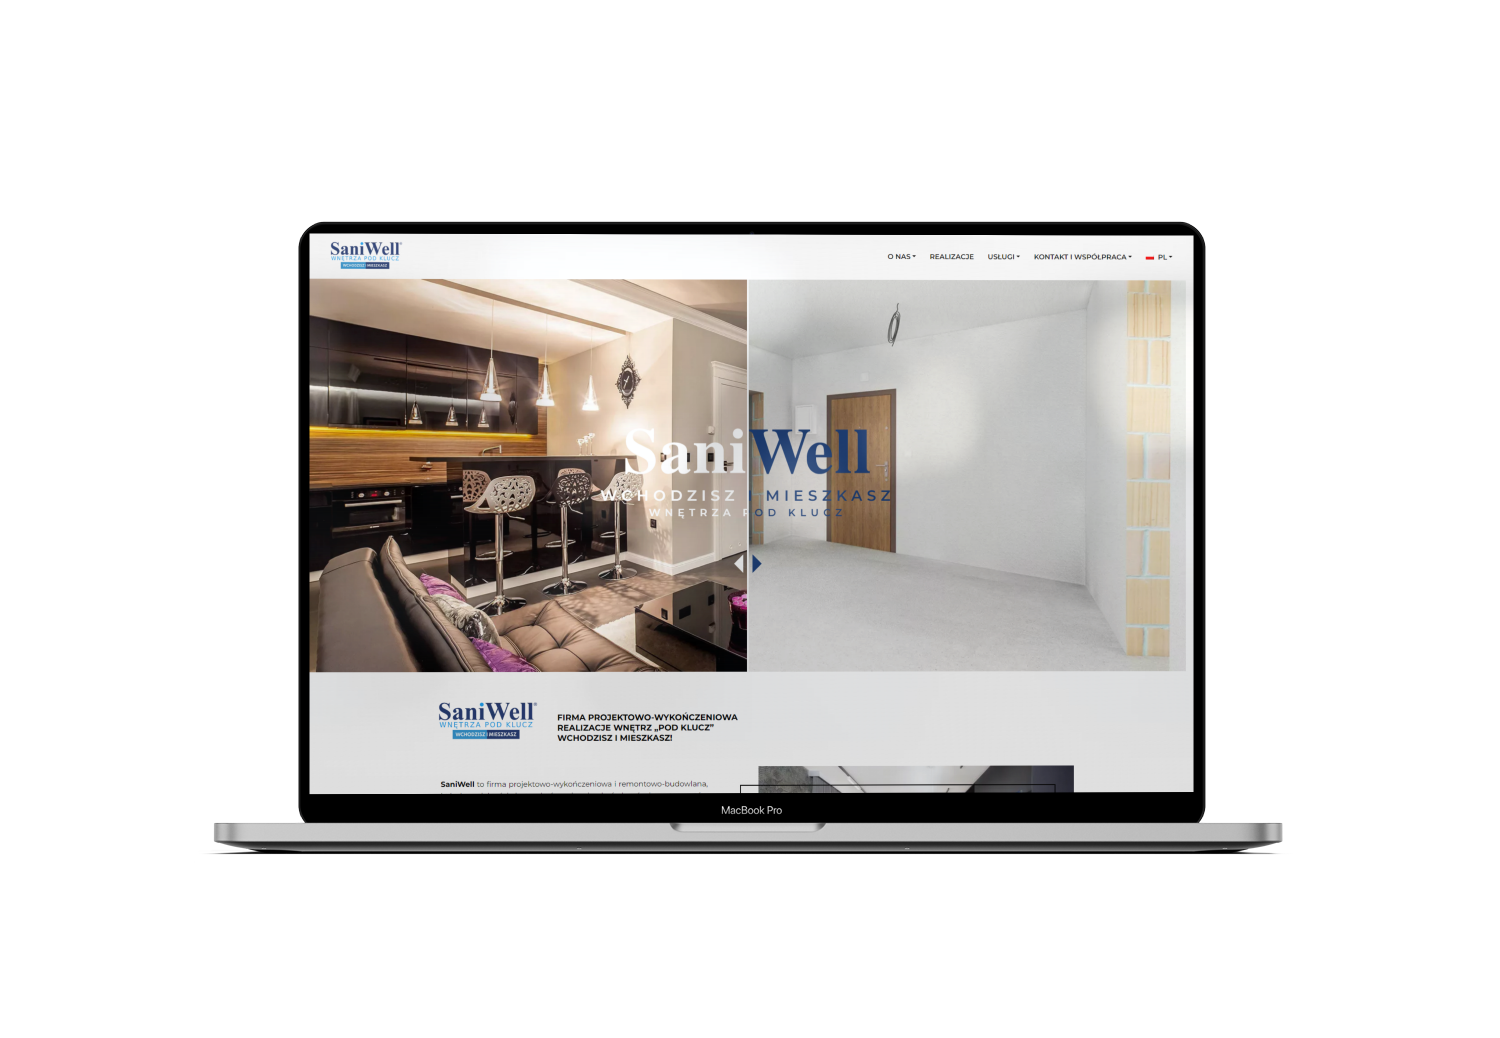 SaniWell®
WNĘTRZA POD KLUCZ
WCHODZISZ I MIESZKASZ
O NAS
REALIZACJE
USŁUGI
KONTAKT I WSPÓŁPRACA
PL
SaniWell
WCHODZISZ I MIESZKASZ
WNĘTRZA POD KLUCZ
SaniWell®
WNĘTRZA POD KLUCZ
WCHODZISZ I MIESZKASZ
FIRMA PROJEKTOWO-WYKOŃCZENIOWA
REALIZACJE WNĘTRZ „POD KLUCZ”
WCHODZISZ I MIESZKASZ!
SaniWell to firma projektowo-wykończeniowa i remontowo-budowlana,
MacBook Pro